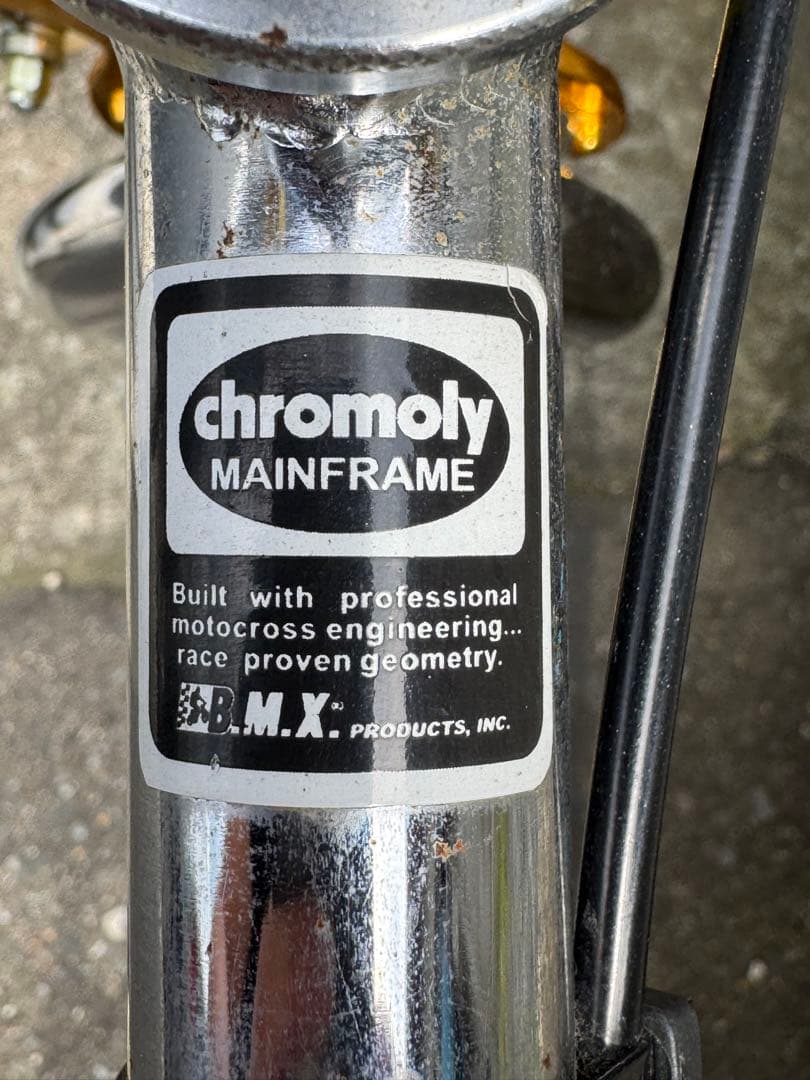 chromoly
MAINFRAME
Built with professional
motocross engineering...
race proven geometry.
B.M.X.® PRODUCTS, INC.